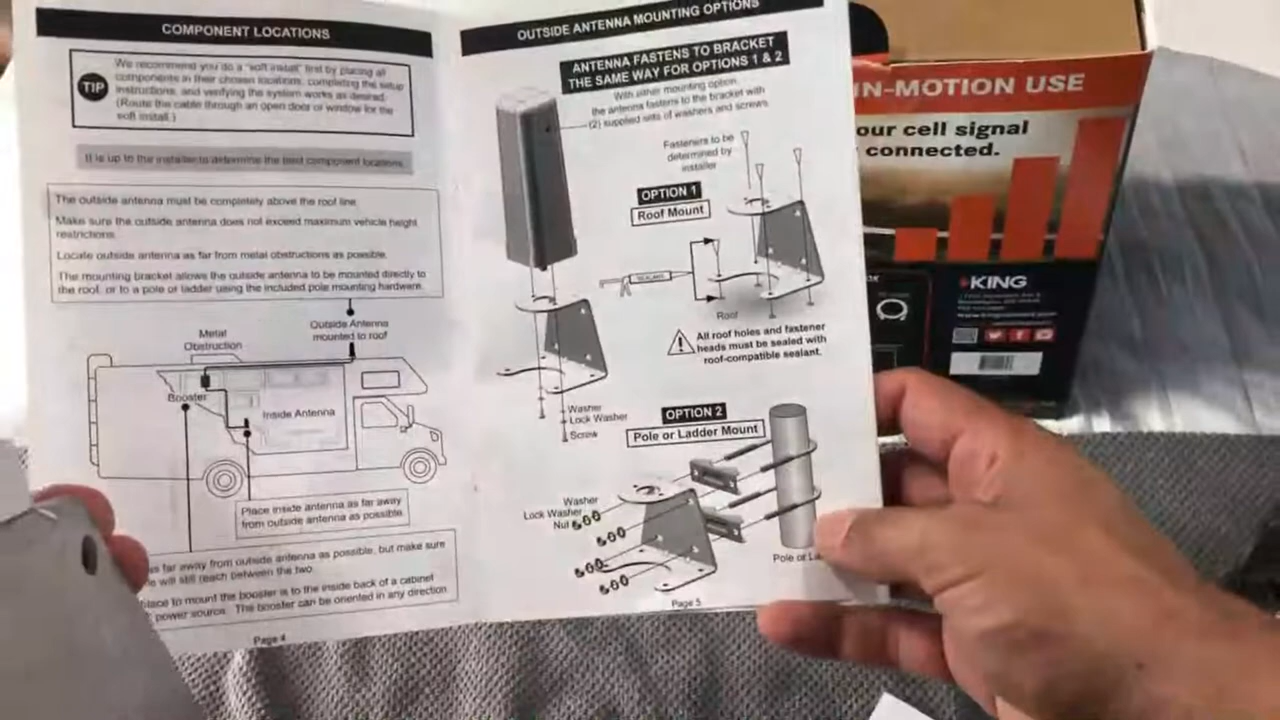 COMPONENT LOCATIONS
TIP
We recommend you do a "soft install" first by placing all
components in their chosen locations, completing the setup
instructions, and verifying the system works as desired.
(Route the cable through an open door or window for the
soft install.)
It is up to the installer to determine the best component locations.
The outside antenna must be completely above the roof line.
Make sure the outside antenna does not exceed maximum vehicle height
restrictions.
Locate outside antenna as far from metal obstructions as possible.
The mounting bracket allows the outside antenna to be mounted directly to
the roof, or to a pole or ladder using the included pole mounting hardware.
Metal
Obstruction
Outside Antenna
mounted to roof
Booster
Inside Antenna
Place inside antenna as far away
from outside antenna as possible.
as far away from outside antenna as possible, but make sure
will still reach between the two.
place to mount the booster is to the inside back of a cabinet
power source. The booster can be oriented in any direction.
Page 4
OUTSIDE ANTENNA MOUNTING OPTIONS
ANTENNA FASTENS TO BRACKET
THE SAME WAY FOR OPTIONS 1 & 2
With either mounting option,
the antenna fastens to the bracket with
(2) supplied sets of washers and screws.
Fasteners to be
determined by
installer
OPTION 1
Roof Mount
SEALANT
Roof
All roof holes and fastener
heads must be sealed with
roof-compatible sealant.
Washer
Lock Washer
Screw
OPTION 2
Pole or Ladder Mount
Washer
Lock Washer
Nut
Pole or La
Page 5
IN-MOTION USE
our cell signal
connected.
KING